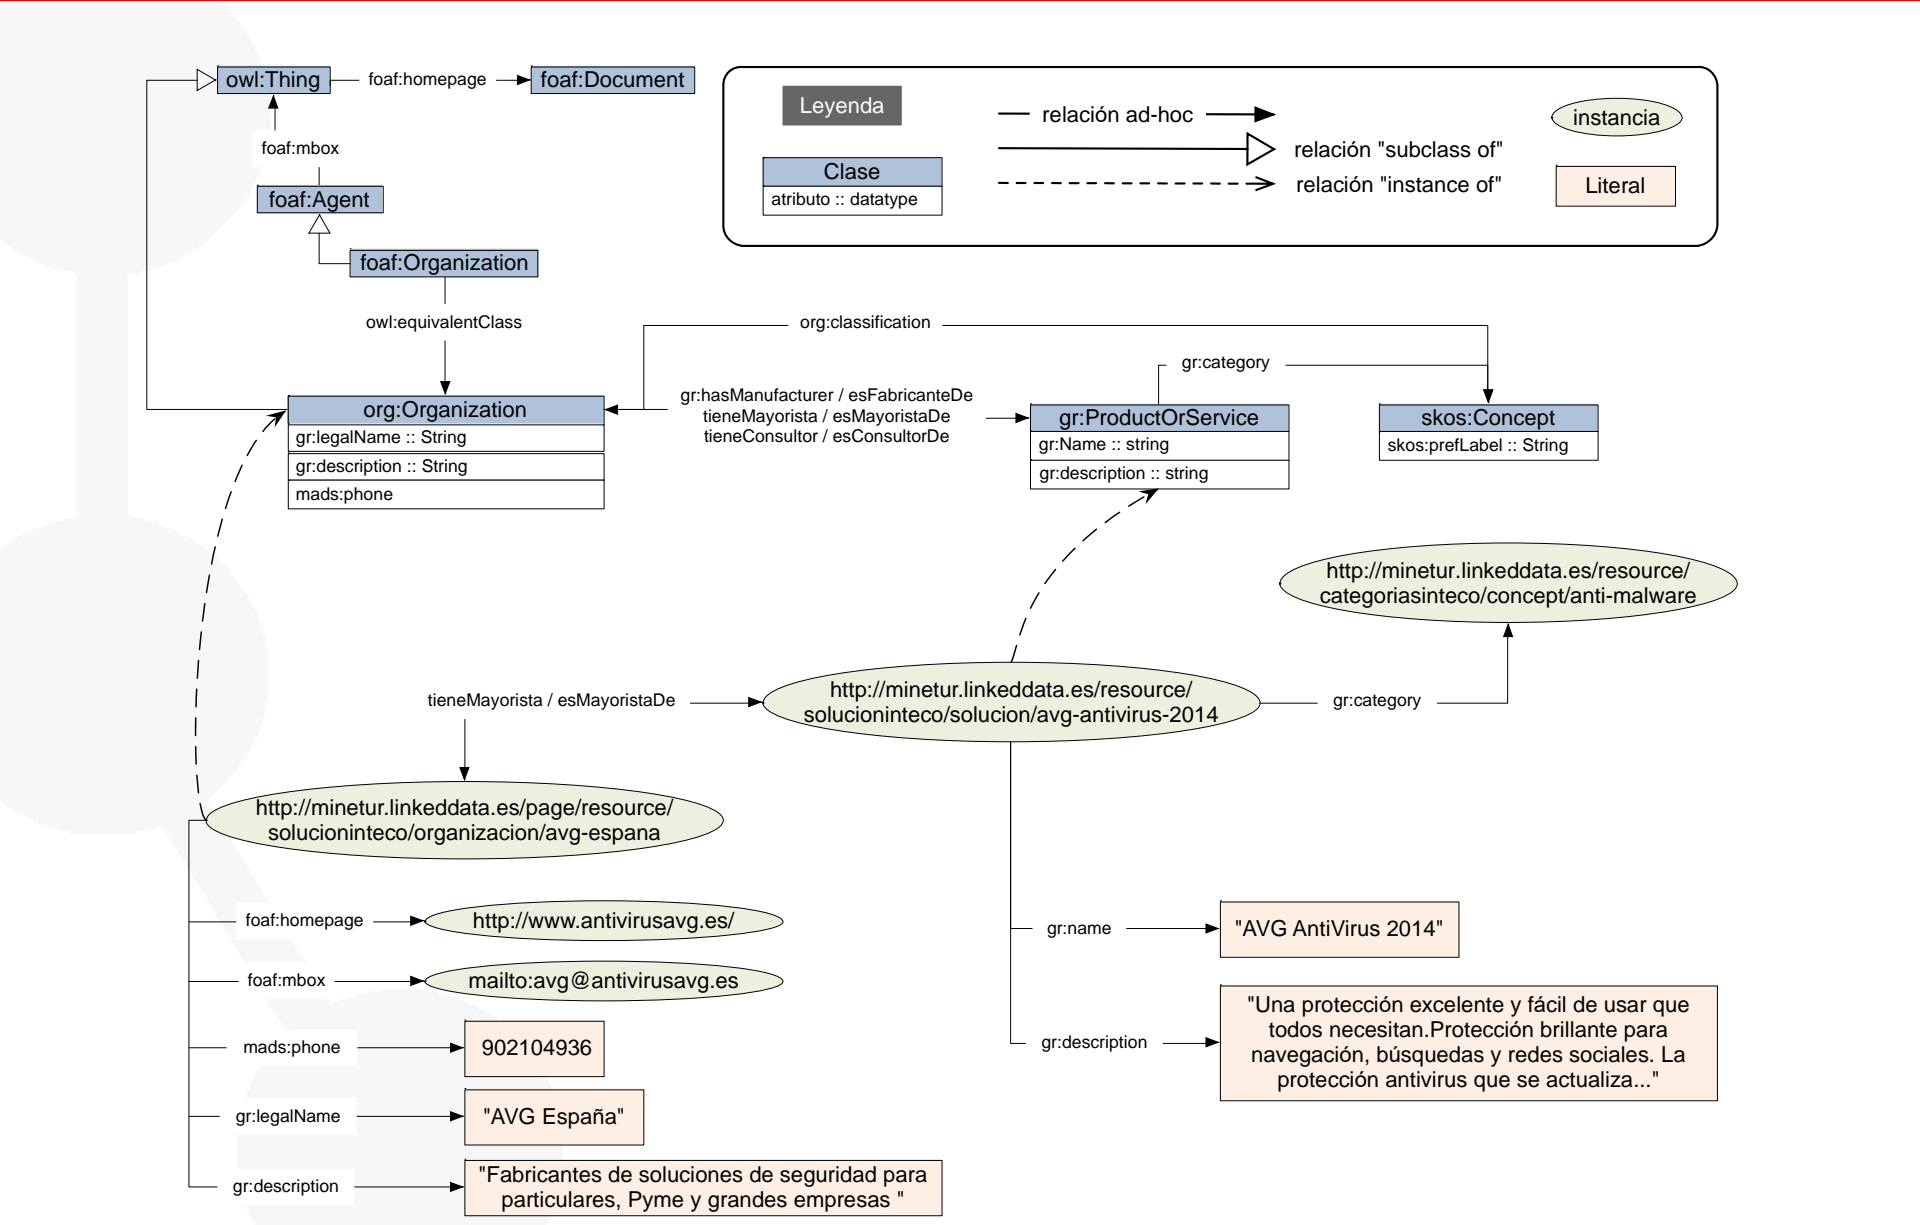 owl:Thing
foaf:homepage
foaf:Document
foaf:mbox
foaf:Agent
foaf:Organization
owl:equivalentClass
Leyenda
relación ad-hoc
instancia
Clase
atributo :: datatype
relación "subclass of"
relación "instance of"
Literal
org:classification
gr:category
org:Organization
gr:legalName :: String
gr:description :: String
mads:phone
gr:hasManufacturer / esFabricanteDe
tieneMayorista / esMayoristaDe
tieneConsultor / esConsultorDe
gr:ProductOrService
gr:Name :: string
gr:description :: string
skos:Concept
skos:prefLabel :: String
http://minetur.linkeddata.es/resource/
categoriasinteco/concept/anti-malware
tieneMayorista / esMayoristaDe
http://minetur.linkeddata.es/resource/
solucioninteco/solucion/avg-antivirus-2014
gr:category
http://minetur.linkeddata.es/page/resource/
solucioninteco/organizacion/avg-espana
foaf:homepage
http://www.antivirusavg.es/
foaf:mbox
mailto:avg@antivirusavg.es
mads:phone
902104936
gr:legalName
"AVG España"
gr:description
"Fabricantes de soluciones de seguridad para
particulares, Pyme y grandes empresas "
gr:name
"AVG AntiVirus 2014"
gr:description
"Una protección excelente y fácil de usar que
todos necesitan.Protección brillante para
navegación, búsquedas y redes sociales. La
protección antivirus que se actualiza..."